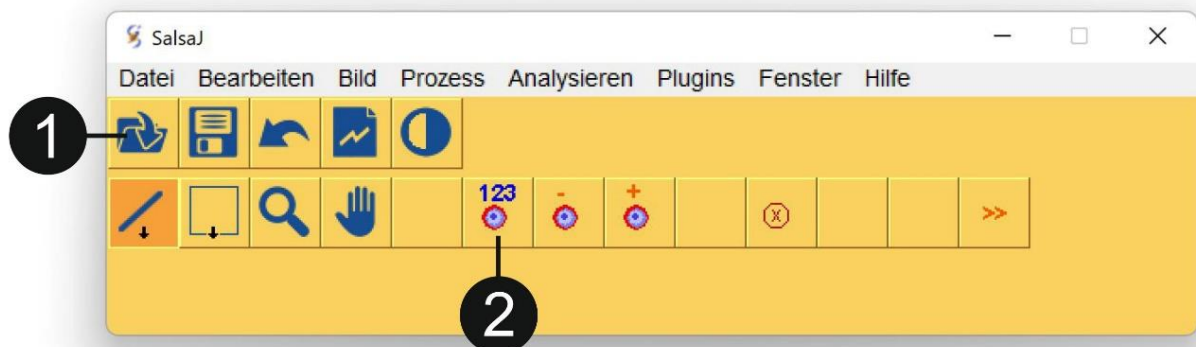 SalsaJ
Datei Bearbeiten Bild Prozess Analysieren Plugins Fenster Hilfe
1
123 - + X >>
2